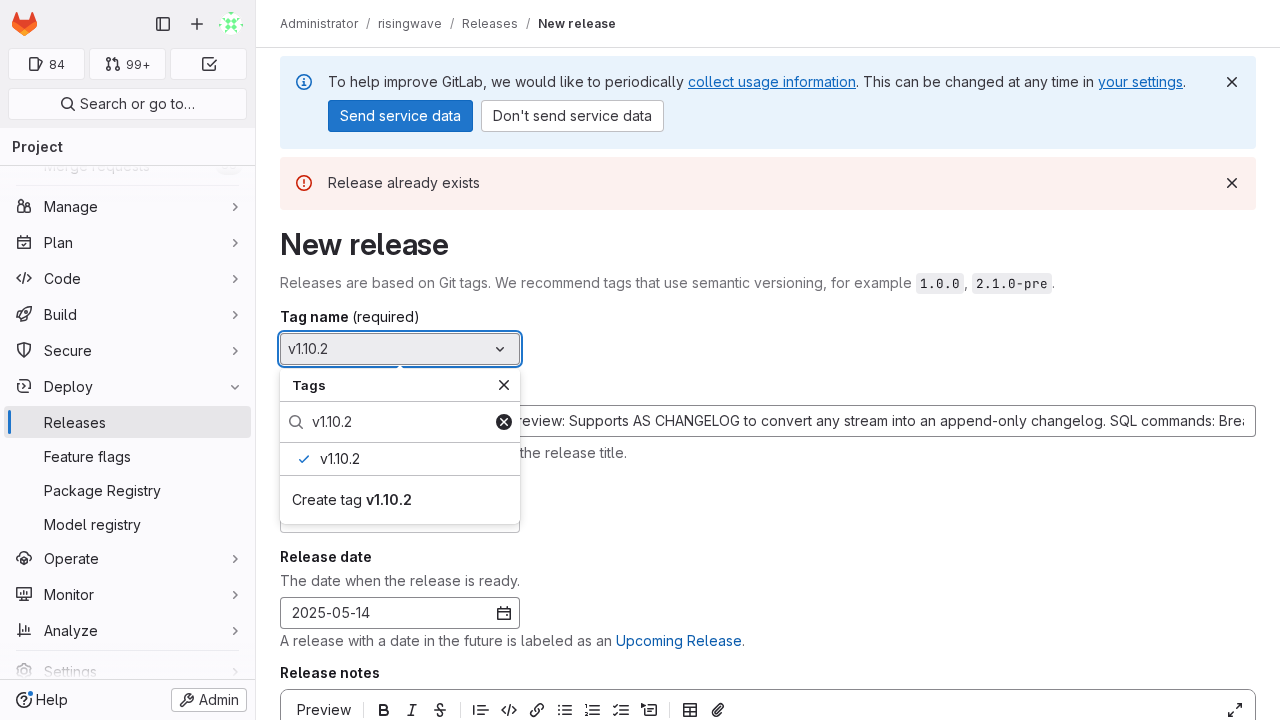 Administrator / risingwave / Releases / New release
84
99+
Search or go to…
Project
Merge requests
Manage
Plan
Code
Build
Secure
Deploy
Releases
Feature flags
Package Registry
Model registry
Operate
Monitor
Analyze
Settings
Help
Admin
To help improve GitLab, we would like to periodically collect usage information. This can be changed at any time in your settings.
Send service data
Don't send service data
Release already exists
New release
Releases are based on Git tags. We recommend tags that use semantic versioning, for example 1.0.0, 2.1.0-pre.
Tag name (required)
v1.10.2
Tags
v1.10.2
v1.10.2
Create tag v1.10.2
review: Supports AS CHANGELOG to convert any stream into an append-only changelog. SQL commands: Brea
the release title.
Release date
The date when the release is ready.
2025-05-14
A release with a date in the future is labeled as an Upcoming Release.
Release notes
Preview